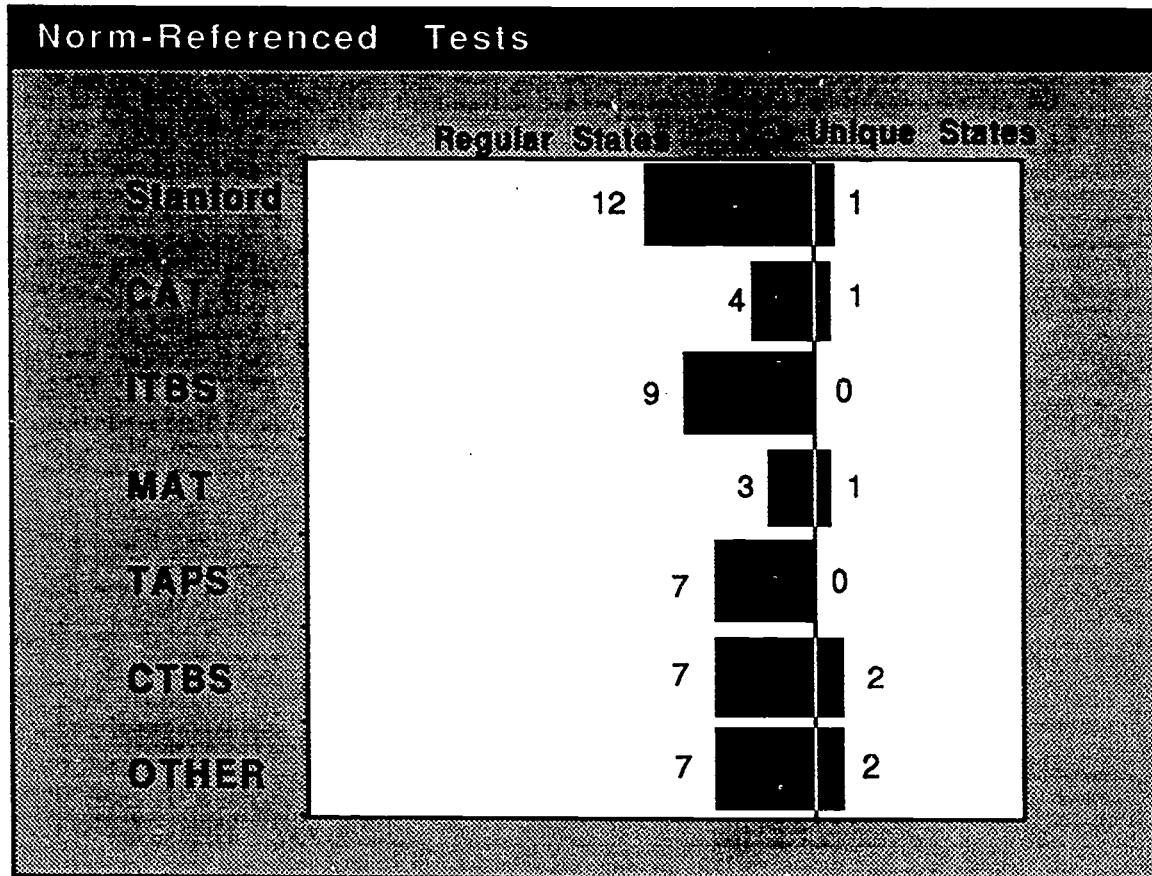 Norm-Referenced Tests
Regular States Unique States
Stanford 12 1
CAT 4 1
ITBS 9 0
MAT 3 1
TAPS 7 0
CTBS 7 2
OTHER 7 2